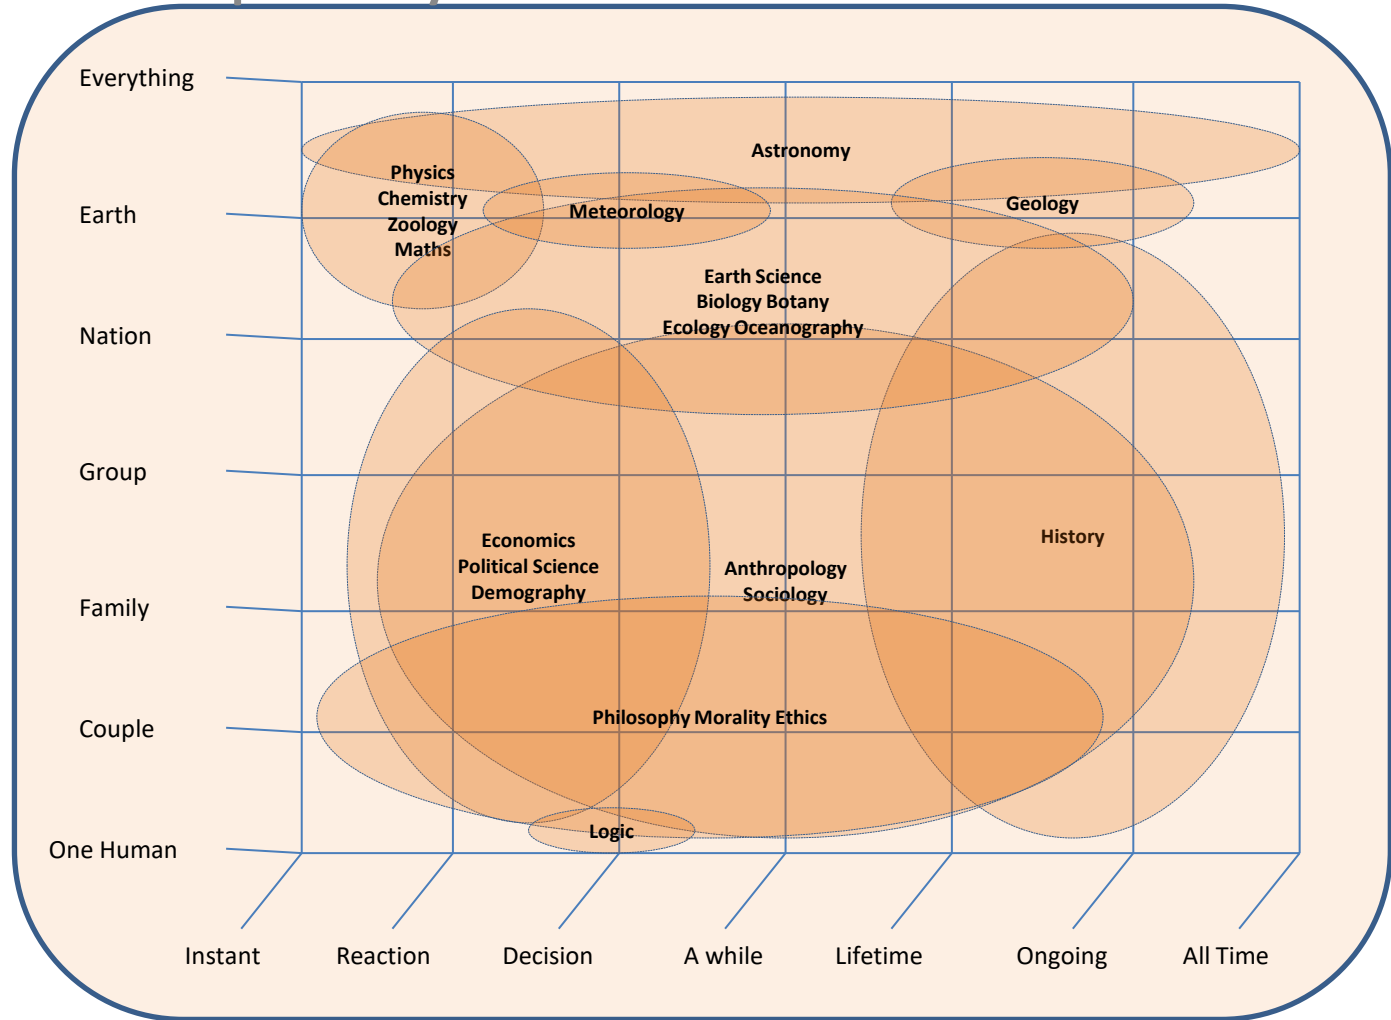 Everything
Astronomy
Physics
Chemistry
Zoology
Maths
Earth
Meteorology
Geology
Earth Science
Biology Botany
Ecology Oceanography
Nation
Group
Economics
Political Science
Demography
Anthropology
Sociology
History
Family
Philosophy Morality Ethics
Couple
Logic
One Human
Instant
Reaction
Decision
A while
Lifetime
Ongoing
All Time